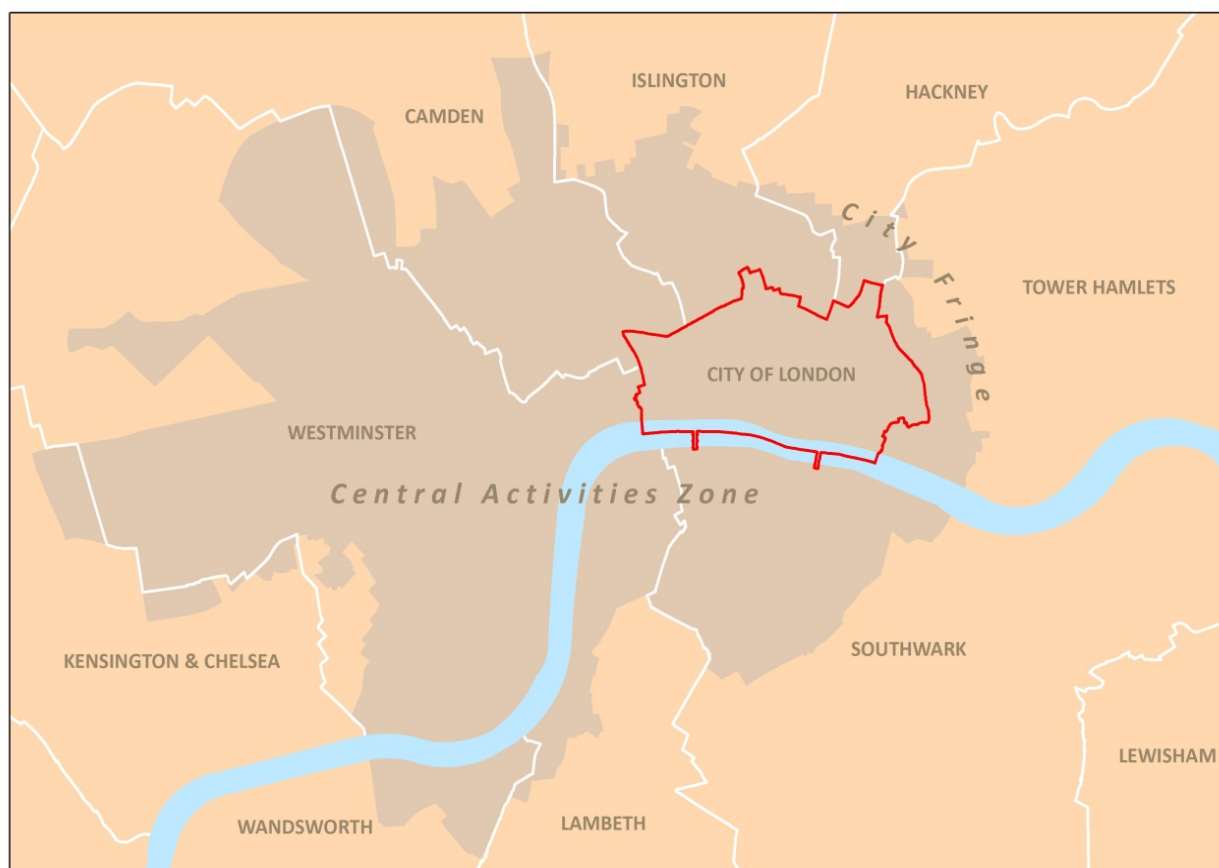 ISLINGTON
HACKNEY
CAMDEN
City Fringe
TOWER HAMLETS
CITY OF LONDON
WESTMINSTER
Central Activities Zone
KENSINGTON & CHELSEA
SOUTHWARK
LEWISHAM
WANDSWORTH
LAMBETH